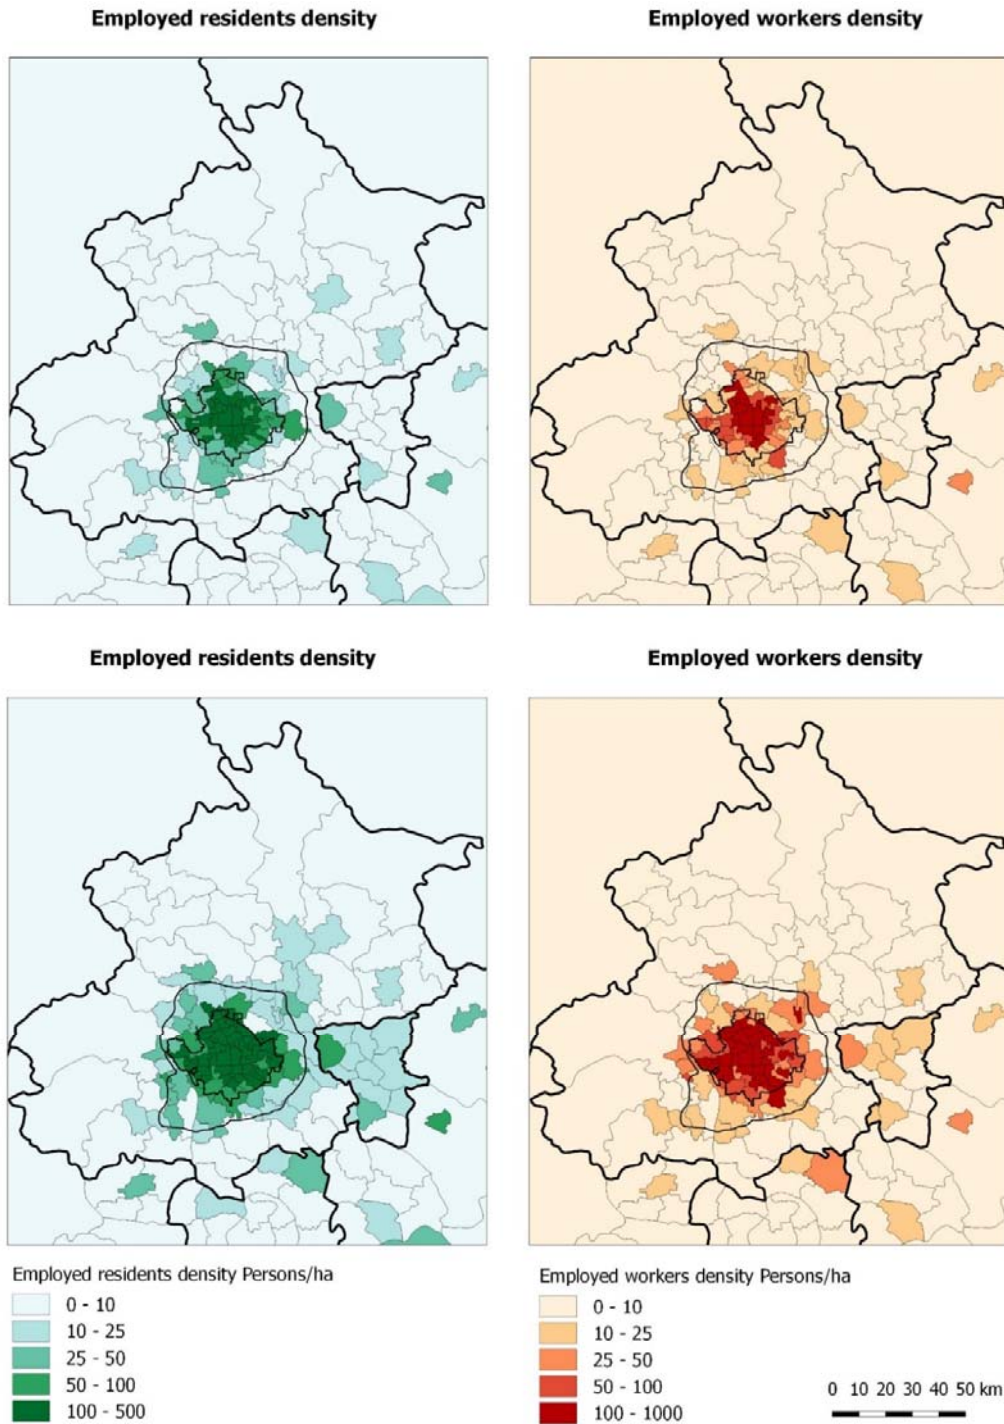 Employed residents density
Employed workers density
Employed residents density
Employed workers density
Employed residents density Persons/ha
0 - 10
10 - 25
25 - 50
50 - 100
100 - 500
Employed workers density Persons/ha
0 - 10
10 - 25
25 - 50
50 - 100
100 - 1000
0 10 20 30 40 50 km